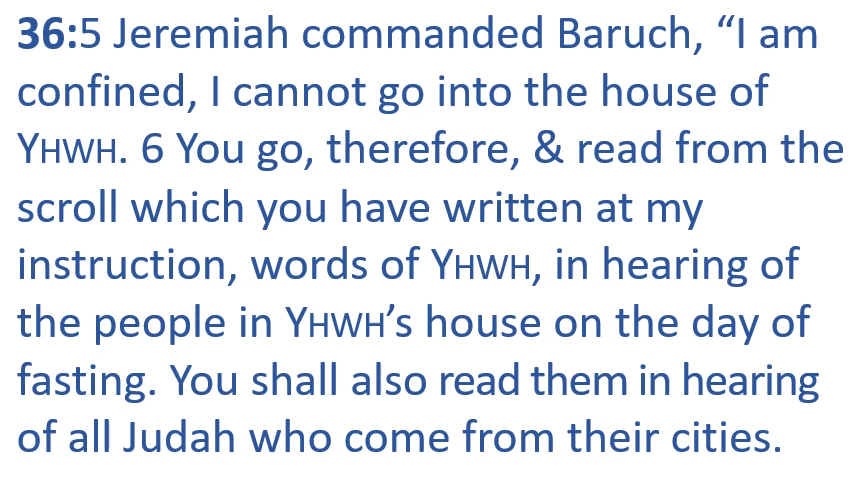 36:5 Jeremiah commanded Baruch, “I am
confined, I cannot go into the house of
YHWH. 6 You go, therefore, & read from the
scroll which you have written at my
instruction, words of YHWH, in hearing of
the people in YHWH’s house on the day of
fasting. You shall also read them in hearing
of all Judah who come from their cities.